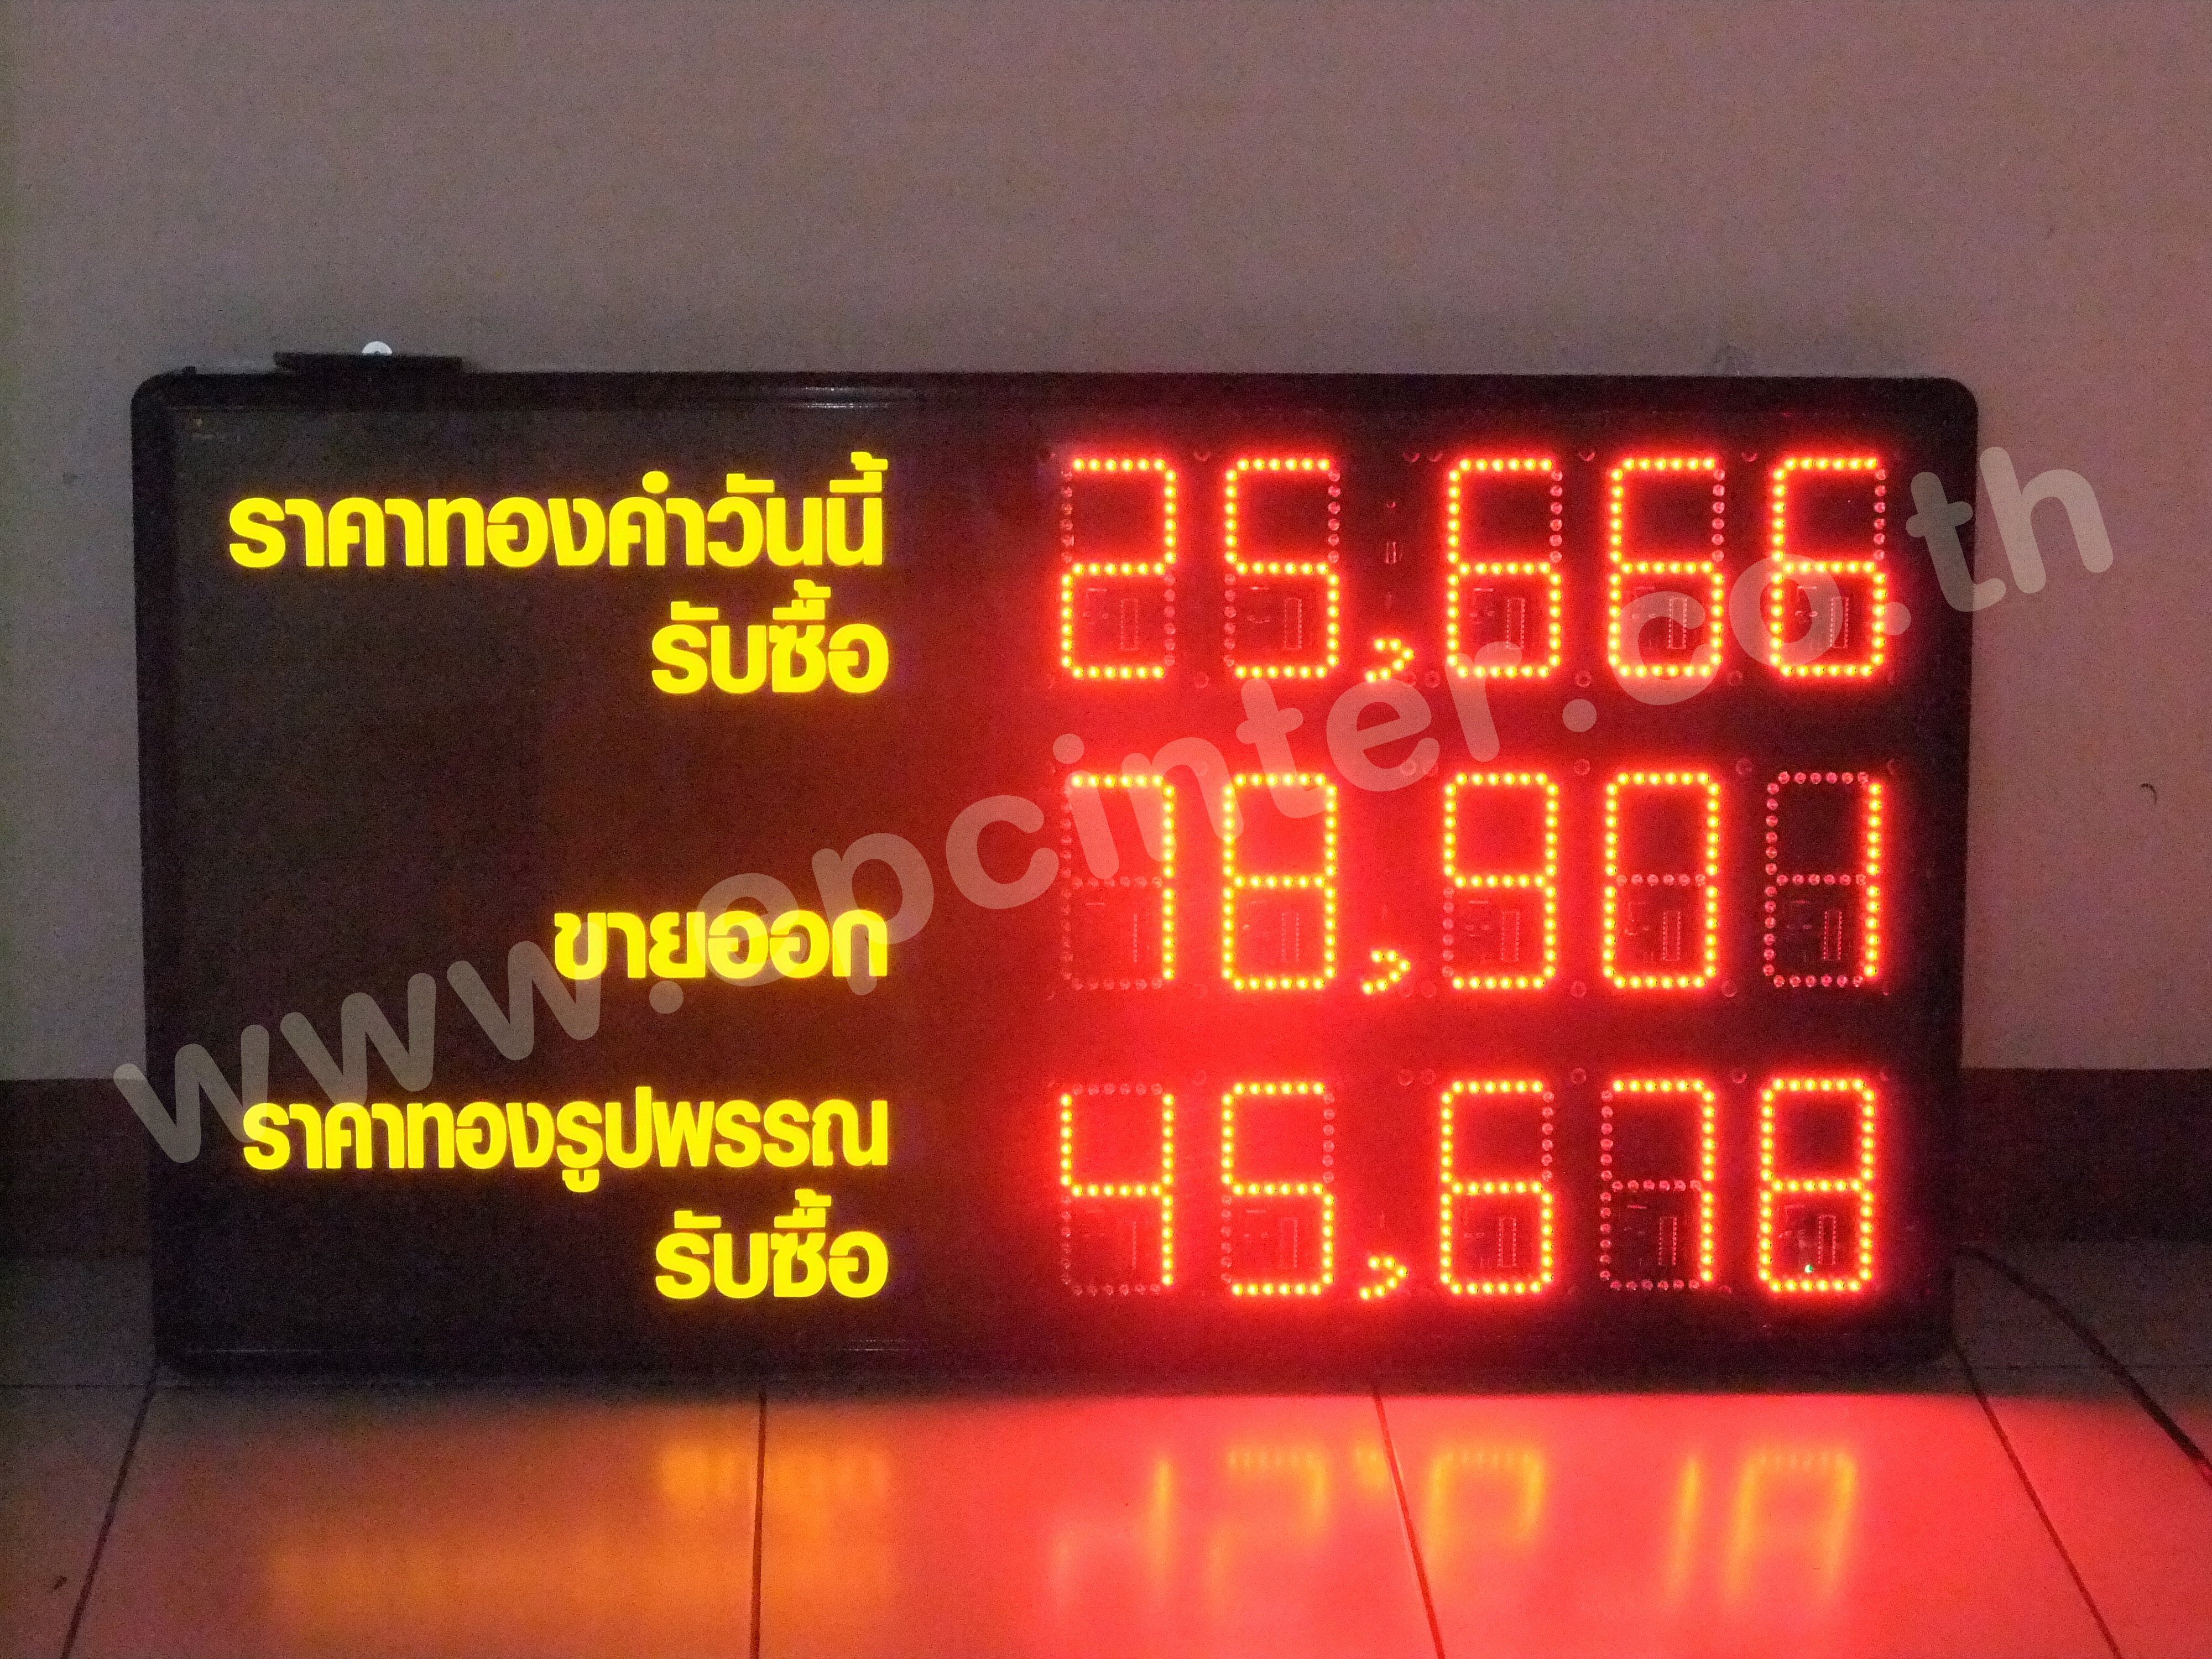 ราคาทองคำวันนี้
รับซื้อ 25,666
ขายออก 78,901
ราคาทองรูปพรรณ
รับซื้อ 45,678
www.opcinter.co.th